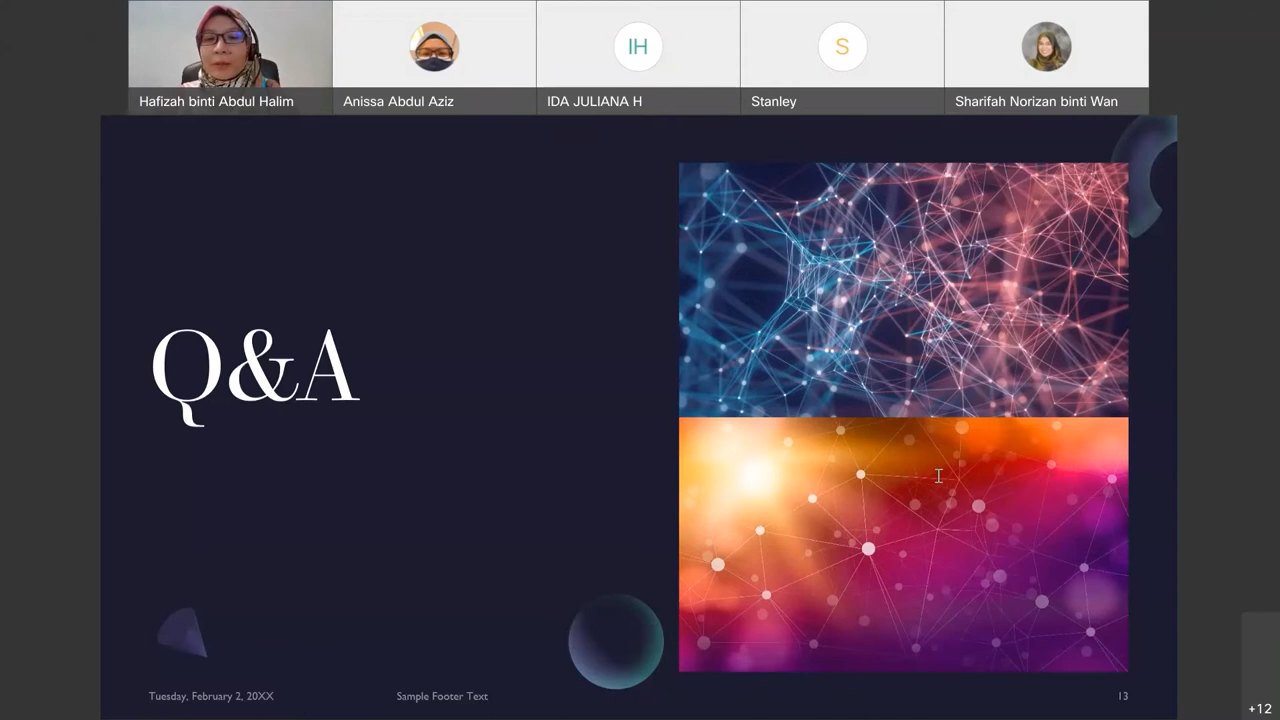 IH
S
Hafizah binti Abdul Halim
Anissa Abdul Aziz
IDA JULIANA H
Stanley
Sharifah Norizan binti Wan
Q&A
Tuesday, February 2, 20XX
Sample Footer Text
13
+12